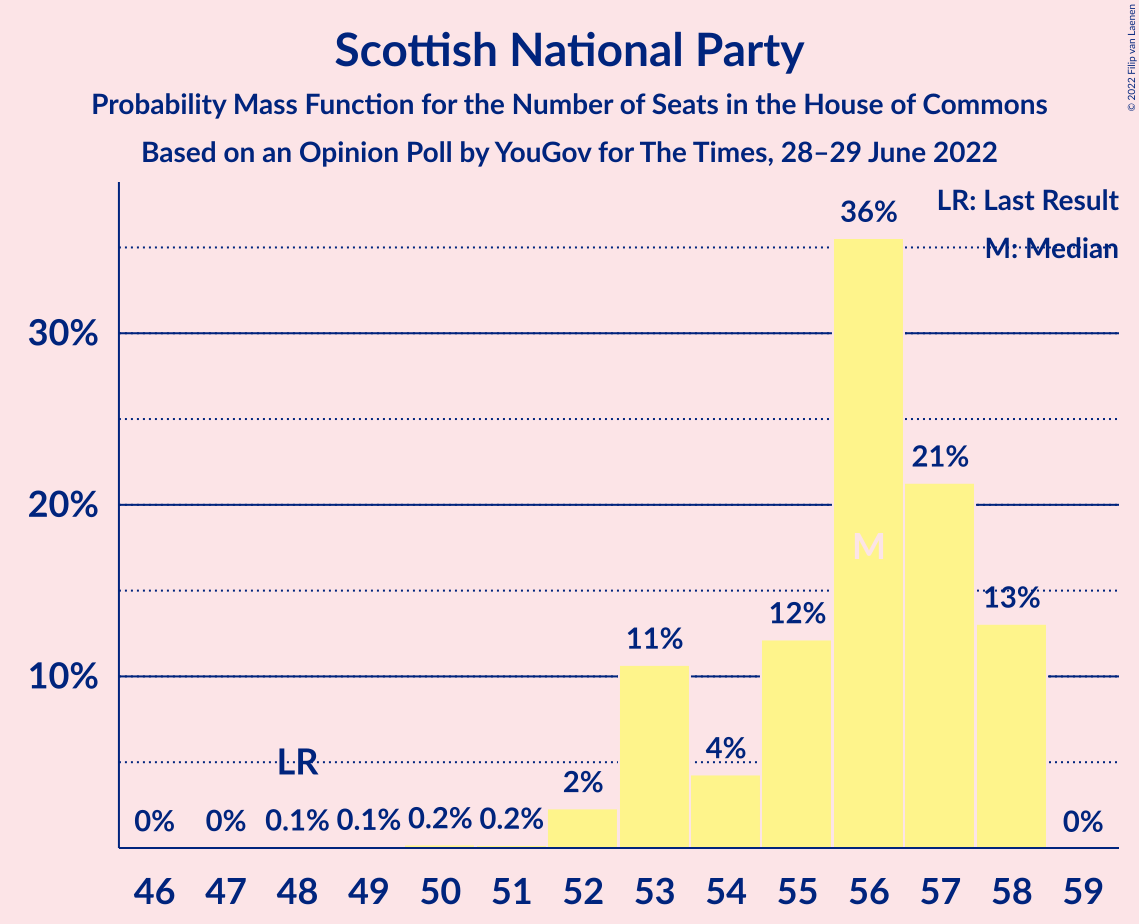 Scottish National Party
Probability Mass Function for the Number of Seats in the House of Commons
Based on an Opinion Poll by YouGov for The Times, 28–29 June 2022
© 2022 Filip van Laenen
LR: Last Result
M: Median
36%
30%
21%
20%
M
13%
12%
11%
10%
LR
4%
2%
0% 0% 0.1% 0.1% 0.2% 0.2% 0%
46 47 48 49 50 51 52 53 54 55 56 57 58 59